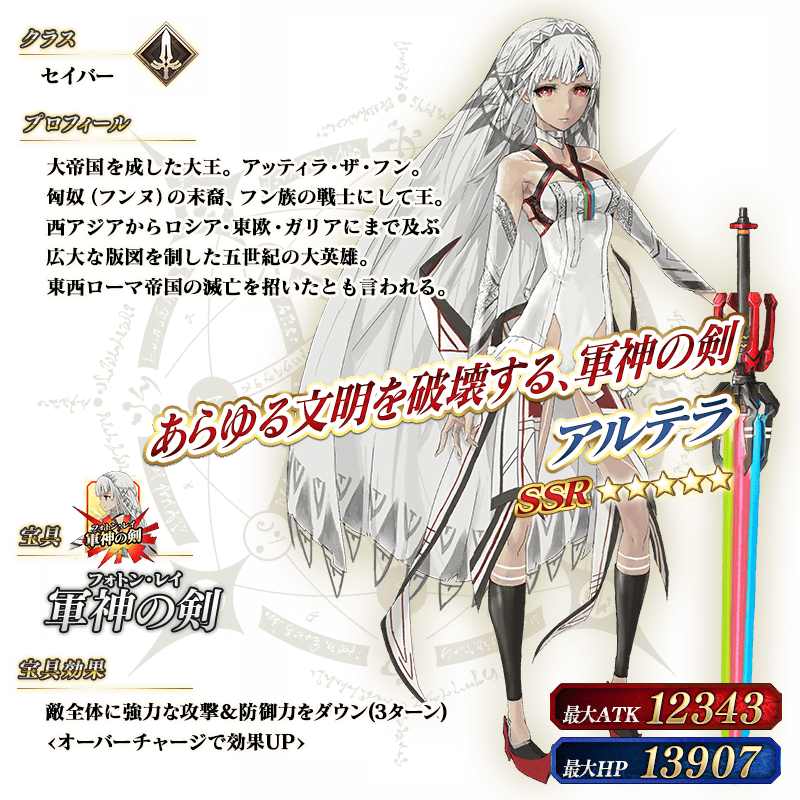 クラス
セイバー
プロフィール
大帝国を成した大王。アッティラ・ザ・フン。
匈奴（フンヌ）の末裔、フン族の戦士にして王。
西アジアからロシア・東欧・ガリアにまで及ぶ
広大な版図を制した五世紀の大英雄。
東西ローマ帝国の滅亡を招いたとも言われる。
あらゆる文明を破壊する、軍神の剣
アルテラ
SSR
宝具
フォトン・レイ
軍神の剣
フォトン・レイ
軍神の剣
宝具効果
敵全体に強力な攻撃&防御力をダウン(3ターン)
<オーバーチャージで効果UP>
最大ATK 12343
最大HP 13907